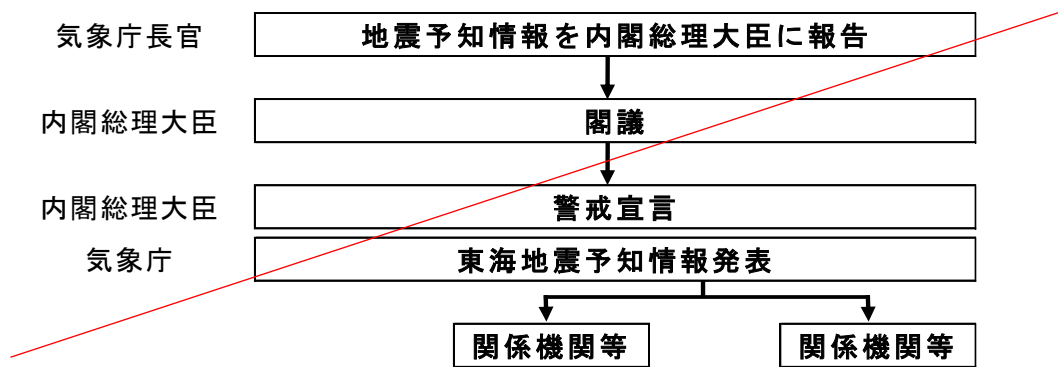 気象庁長官 地震予知情報を内閣総理大臣に報告
内閣総理大臣 閣議
内閣総理大臣 警戒宣言
気象庁 東海地震予知情報発表
関係機関等 関係機関等